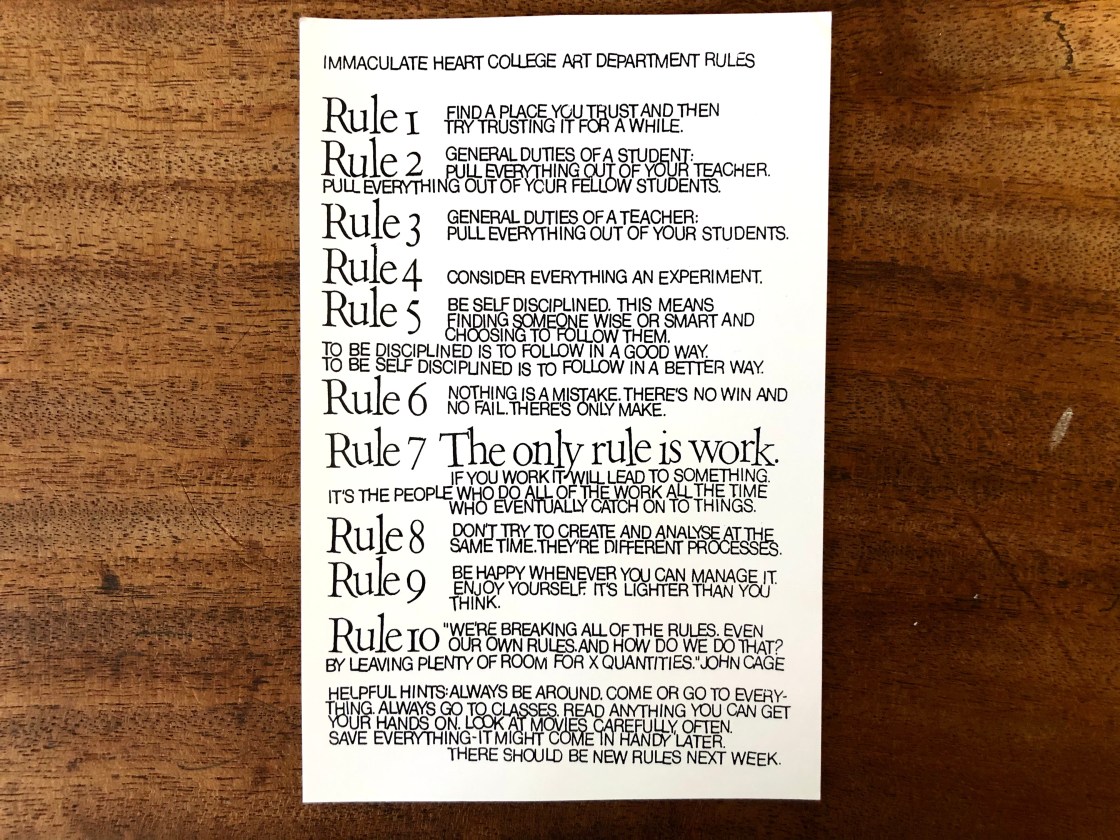 IMMACULATE HEART COLLEGE ART DEPARTMENT RULES
Rule 1 FIND A PLACE YOU TRUST AND THEN
TRY TRUSTING IT FOR A WHILE.
Rule 2 GENERAL DUTIES OF A STUDENT:
PULL EVERYTHING OUT OF YOUR TEACHER.
PULL EVERYTHING OUT OF YOUR FELLOW STUDENTS.
Rule 3 GENERAL DUTIES OF A TEACHER:
PULL EVERYTHING OUT OF YOUR STUDENTS.
Rule 4 CONSIDER EVERYTHING AN EXPERIMENT.
Rule 5 BE SELF DISCIPLINED. THIS MEANS
FINDING SOMEONE WISE OR SMART AND
CHOOSING TO FOLLOW THEM.
TO BE DISCIPLINED IS TO FOLLOW IN A GOOD WAY.
TO BE SELF DISCIPLINED IS TO FOLLOW IN A BETTER WAY.
Rule 6 NOTHING IS A MISTAKE. THERE'S NO WIN AND
NO FAIL. THERE'S ONLY MAKE.
Rule 7 The only rule is work.
IF YOU WORK IT WILL LEAD TO SOMETHING.
IT'S THE PEOPLE WHO DO ALL OF THE WORK ALL THE TIME
WHO EVENTUALLY CATCH ON TO THINGS.
Rule 8 DON'T TRY TO CREATE AND ANALYSE AT THE
SAME TIME. THEY'RE DIFFERENT PROCESSES.
Rule 9 BE HAPPY WHENEVER YOU CAN MANAGE IT.
ENJOY YOURSELF. IT'S LIGHTER THAN YOU
THINK.
Rule 10 "WE'RE BREAKING ALL OF THE RULES. EVEN
OUR OWN RULES. AND HOW DO WE DO THAT?
BY LEAVING PLENTY OF ROOM FOR X QUANTITIES." JOHN CAGE
HELPFUL HINTS: ALWAYS BE AROUND. COME OR GO TO EVERY-
THING. ALWAYS GO TO CLASSES. READ ANYTHING YOU CAN GET
YOUR HANDS ON. LOOK AT MOVIES CAREFULLY, OFTEN.
SAVE EVERYTHING-IT MIGHT COME IN HANDY LATER.
THERE SHOULD BE NEW RULES NEXT WEEK.